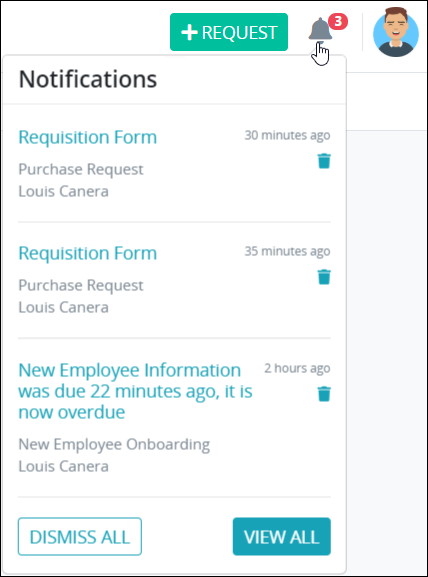 + REQUEST
3
Notifications
Requisition Form
30 minutes ago
Purchase Request
Louis Canera
Requisition Form
35 minutes ago
Purchase Request
Louis Canera
New Employee Information
2 hours ago
was due 22 minutes ago, it is
now overdue
New Employee Onboarding
Louis Canera
DISMISS ALL
VIEW ALL